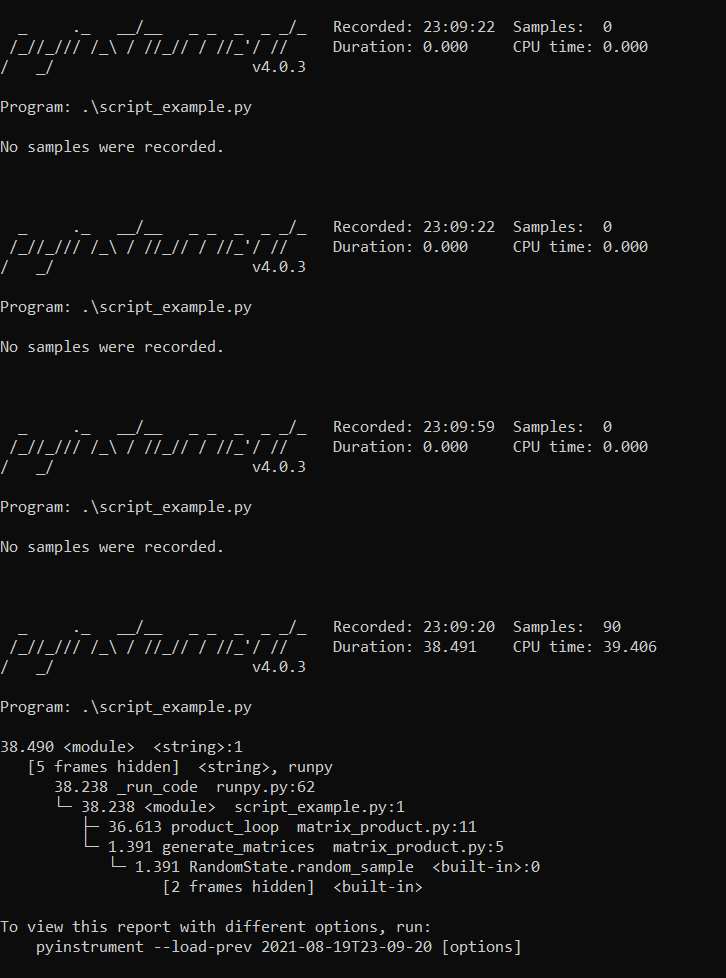 _     ._   __/__   _ _  _  _ _/_   Recorded: 23:09:22  Samples:  0
 /_//_/// /_\ / //_// / //_'/ //     Duration: 0.000     CPU time: 0.000
/   _/                      v4.0.3

Program: .\script_example.py

No samples were recorded.

  _     ._   __/__   _ _  _  _ _/_   Recorded: 23:09:22  Samples:  0
 /_//_/// /_\ / //_// / //_'/ //     Duration: 0.000     CPU time: 0.000
/   _/                      v4.0.3

Program: .\script_example.py

No samples were recorded.

  _     ._   __/__   _ _  _  _ _/_   Recorded: 23:09:59  Samples:  0
 /_//_/// /_\ / //_// / //_'/ //     Duration: 0.000     CPU time: 0.000
/   _/                      v4.0.3

Program: .\script_example.py

No samples were recorded.

  _     ._   __/__   _ _  _  _ _/_   Recorded: 23:09:20  Samples:  90
 /_//_/// /_\ / //_// / //_'/ //     Duration: 38.491    CPU time: 39.406
/   _/                      v4.0.3

Program: .\script_example.py

38.490 <module>  <string>:1
   [5 frames hidden]  <string>, runpy
      38.238 _run_code  runpy.py:62
      └─ 38.238 <module>  script_example.py:1
         ├─ 36.613 product_loop  matrix_product.py:11
         └─ 1.391 generate_matrices  matrix_product.py:5
            └─ 1.391 RandomState.random_sample  <built-in>:0
                  [2 frames hidden]  <built-in>

To view this report with different options, run:
    pyinstrument --load-prev 2021-08-19T23-09-20 [options]